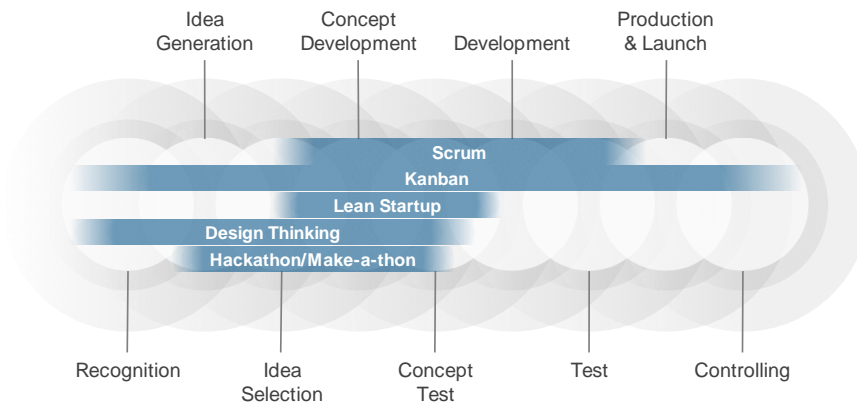 Idea
Generation
Concept
Development
Development
Production
& Launch
Scrum
Kanban
Lean Startup
Design Thinking
Hackathon/Make-a-thon
Recognition
Idea
Selection
Concept
Test
Test
Controlling